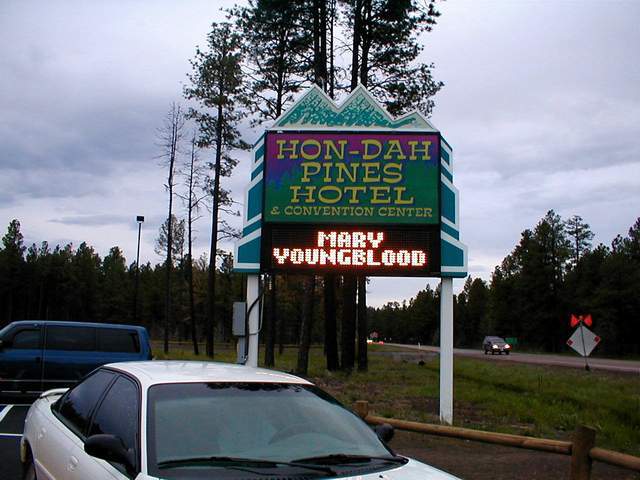 HON-DAH
PINES
HOTEL
& CONVENTION CENTER
MARY
YOUNGBLOOD